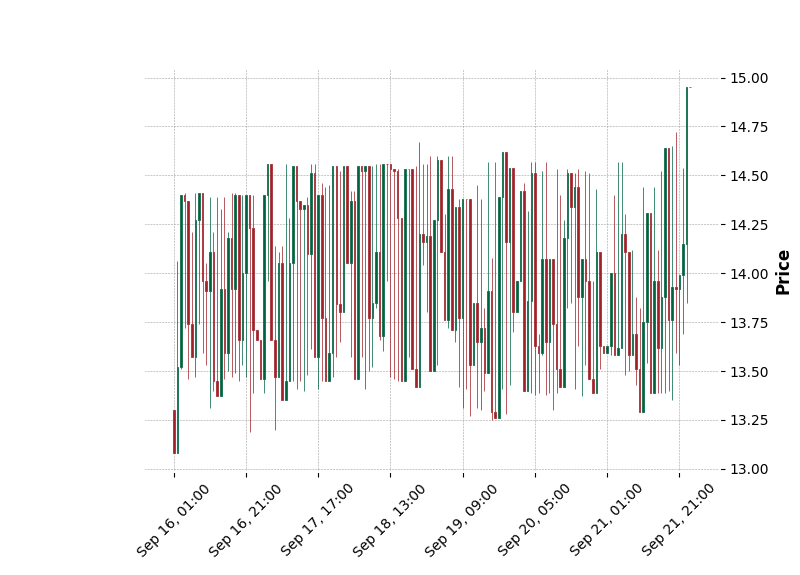 15.00
14.75
14.50
14.25
14.00
13.75
13.50
13.25
13.00
Price
Sep 16, 01:00
Sep 16, 21:00
Sep 17, 17:00
Sep 18, 13:00
Sep 19, 09:00
Sep 20, 05:00
Sep 21, 01:00
Sep 21, 21:00